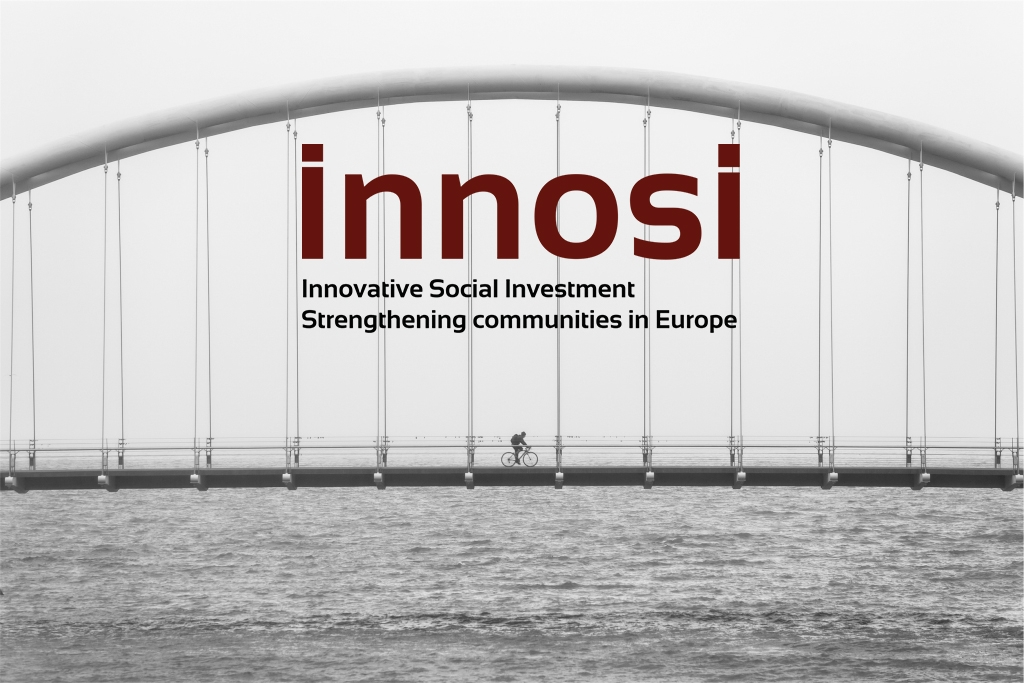 innosi
Innovative Social Investment
Strengthening communities in Europe